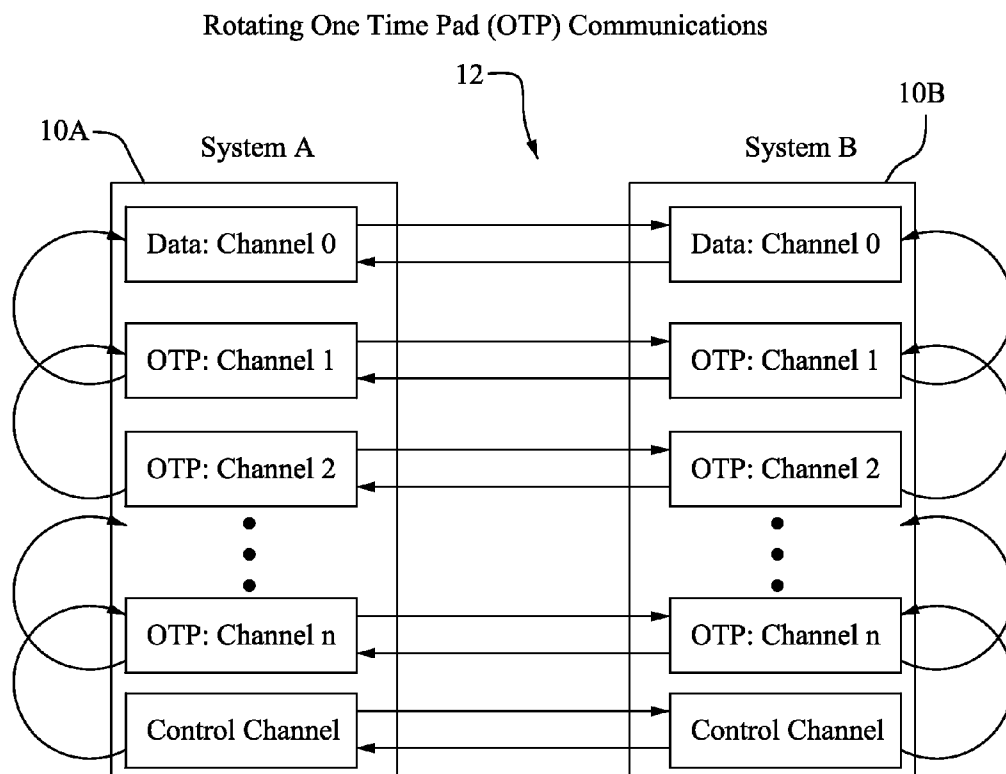 Rotating One Time Pad (OTP) Communications
12
10A
10B
System A
System B
Data: Channel 0
Data: Channel 0
OTP: Channel 1
OTP: Channel 1
OTP: Channel 2
OTP: Channel 2
OTP: Channel n
OTP: Channel n
Control Channel
Control Channel